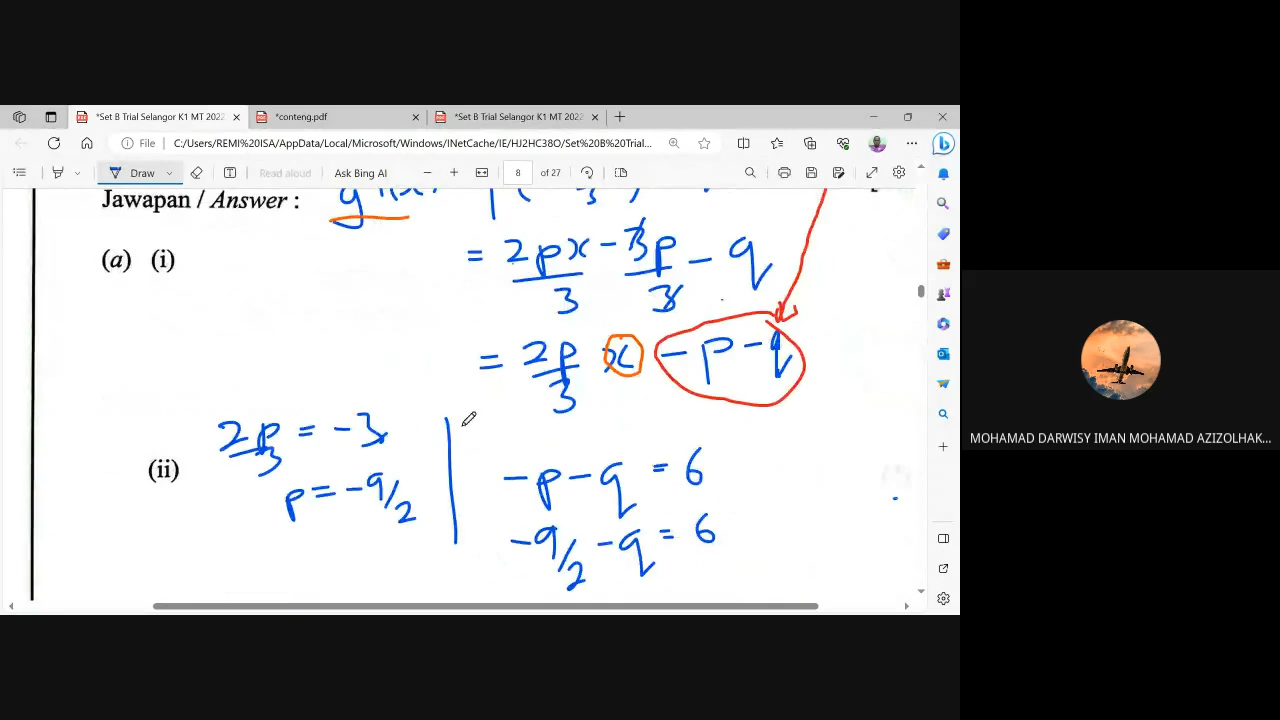 *Set B Trial Selangor K1 MT 2022
*conteng.pdf
*Set B Trial Selangor K1 MT 2022
File
C:/Users/REMI%20ISA/AppData/Local/Microsoft/Windows/INetCache/IE/HJ2HC38O/Set%20B%20Trial...
Draw
Read aloud
Ask Bing AI
8 of 27
Jawapan / Answer :
(a) (i)
= 2px/3 - 3p/3 - q
= 2p/3 x - p - q
(ii)
2p/3 = -3
p = -9/2
-p - q = 6
-9/2 - q = 6
MOHAMAD DARWISY IMAN MOHAMAD AZIZOLHAK...